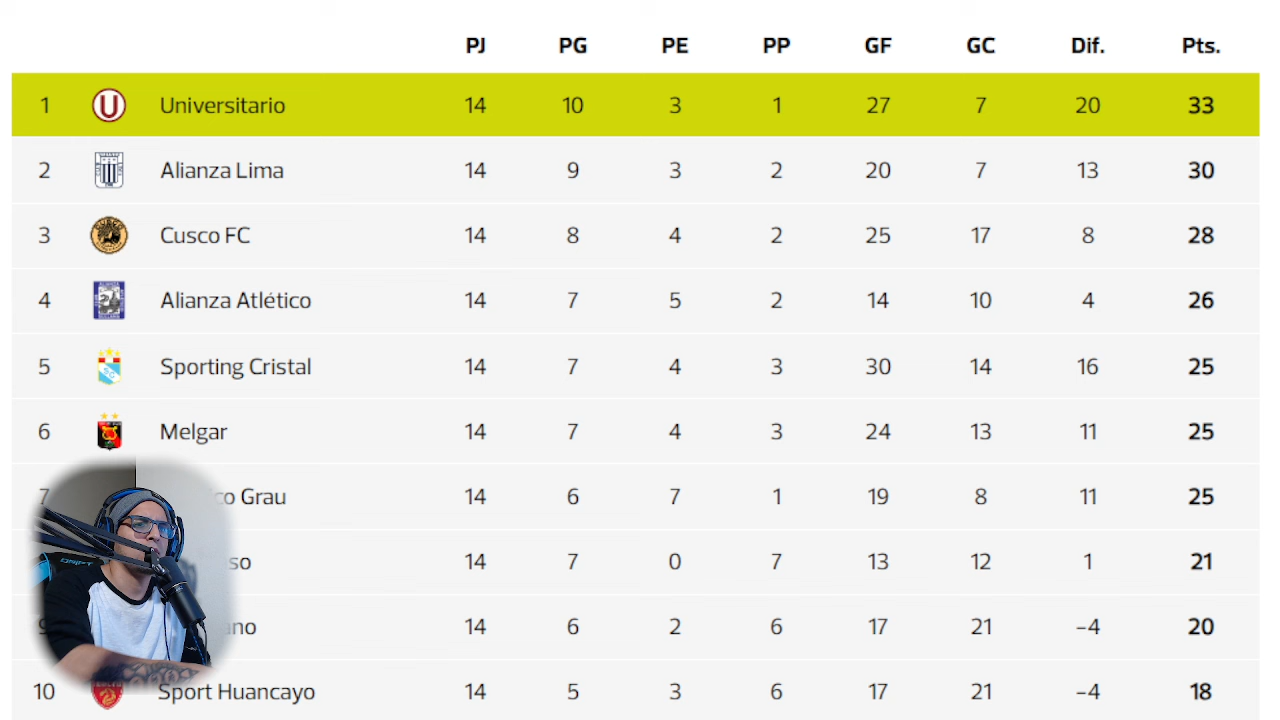 PJ PG PE PP GF GC Dif. Pts.
1 U Universitario 14 10 3 1 27 7 20 33
2 Alianza Lima 14 9 3 2 20 7 13 30
3 Cusco FC 14 8 4 2 25 17 8 28
4 Alianza Atlético 14 7 5 2 14 10 4 26
5 Sporting Cristal 14 7 4 3 30 14 16 25
6 Melgar 14 7 4 3 24 13 11 25
7 co Grau 14 6 7 1 19 8 11 25
so 14 7 0 7 13 12 1 21
9 ano 14 6 2 6 17 21 -4 20
10 Sport Huancayo 14 5 3 6 17 21 -4 18